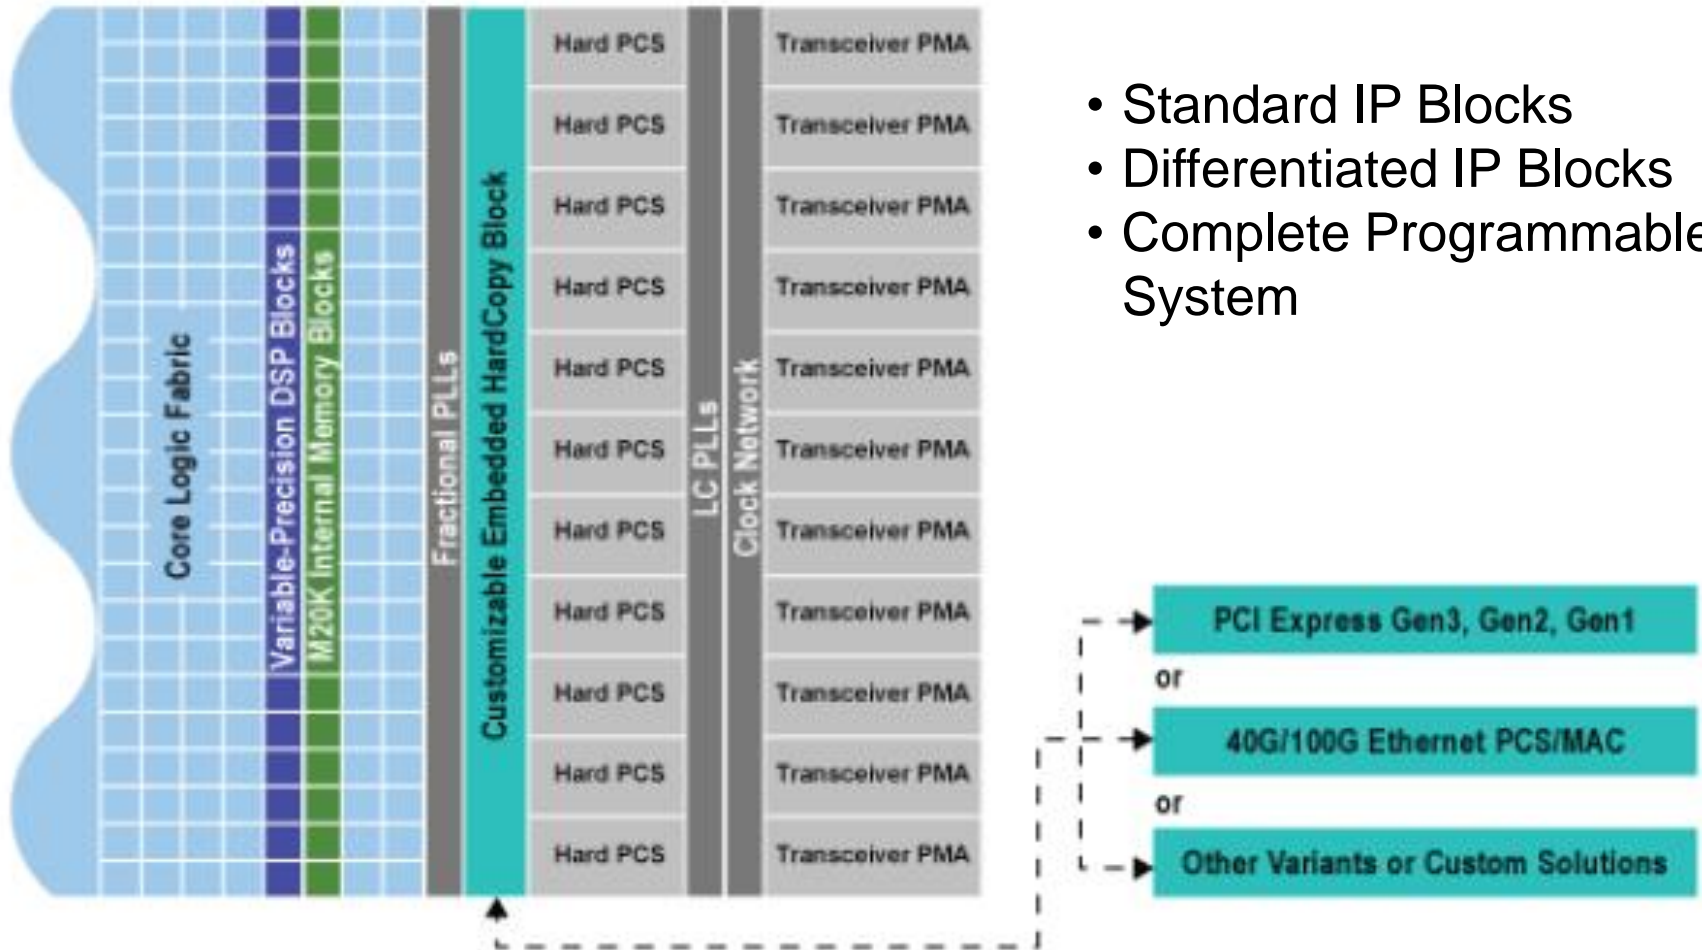 Core Logic Fabric
Variable-Precision DSP Blocks
M20K Internal Memory Blocks
Fractional PLLs
Customizable Embedded HardCopy Block
Hard PCS
Hard PCS
Hard PCS
Hard PCS
Hard PCS
Hard PCS
Hard PCS
Hard PCS
Hard PCS
Hard PCS
Hard PCS
LC PLLs
Clock Network
Transceiver PMA
Transceiver PMA
Transceiver PMA
Transceiver PMA
Transceiver PMA
Transceiver PMA
Transceiver PMA
Transceiver PMA
Transceiver PMA
Transceiver PMA
Transceiver PMA
• Standard IP Blocks
• Differentiated IP Blocks
• Complete Programmable
System
PCI Express Gen3, Gen2, Gen1
or
40G/100G Ethernet PCS/MAC
or
Other Variants or Custom Solutions